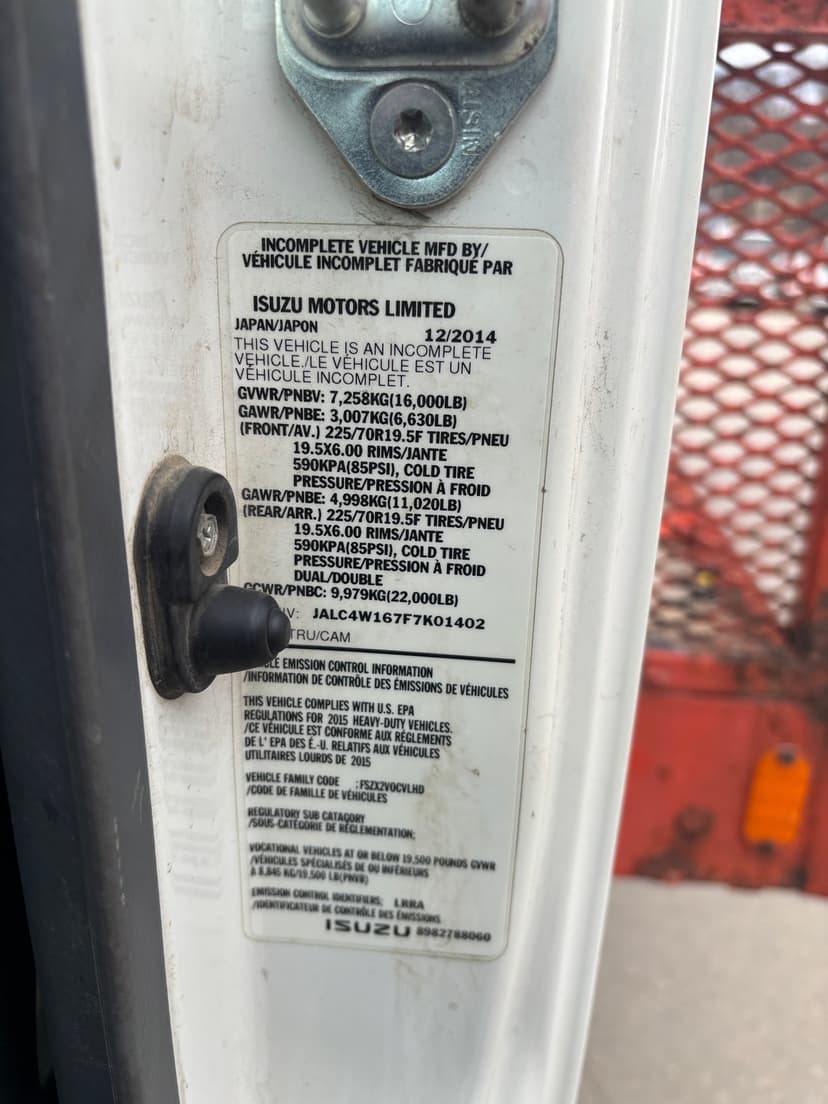 AISIN
INCOMPLETE VEHICLE MFD BY/
VÉHICULE INCOMPLET FABRIQUÉ PAR
ISUZU MOTORS LIMITED
JAPAN/JAPON 12/2014
THIS VEHICLE IS AN INCOMPLETE
VEHICLE./LE VÉHICULE EST UN
VÉHICULE INCOMPLET.
GVWR/PNBV: 7,258KG(16,000LB)
GAWR/PNBE: 3,007KG(6,630LB)
(FRONT/AV.) 225/70R19.5F TIRES/PNEU
19.5X6.00 RIMS/JANTE
590KPA(85PSI), COLD TIRE
PRESSURE/PRESSION À FROID
GAWR/PNBE: 4,998KG(11,020LB)
(REAR/ARR.) 225/70R19.5F TIRES/PNEU
19.5X6.00 RIMS/JANTE
590KPA(85PSI), COLD TIRE
PRESSURE/PRESSION À FROID
DUAL/DOUBLE
GCWR/PNBC: 9,979KG(22,000LB)
IV: JALC4W167F7K01402
TRU/CAM
LE EMISSION CONTROL INFORMATION
/INFORMATION DE CONTRÔLE DES ÉMISSIONS DE VÉHICULES
THIS VEHICLE COMPLIES WITH U.S. EPA
REGULATIONS FOR 2015 HEAVY-DUTY VEHICLES.
/CE VÉHICULE EST CONFORME AUX RÈGLEMENTS
DE L' EPA DES É.-U. RELATIFS AUX VÉHICULES
UTILITAIRES LOURDS DE 2015
VEHICLE FAMILY CODE :FSZX2VOCVLHD
/CODE DE FAMILLE DE VÉHICULES
REGULATORY SUB CATAGORY
/SOUS-CATÉGORIE DE RÉGLEMENTATION:
VOCATIONAL VEHICLES AT OR BELOW 19,500 POUNDS GVWR
/VÉHICULES SPÉCIALISÉS DE OU INFÉRIEURS
À 8,845 KG/19,500 LB(PNVB)
EMISSION CONTROL IDENTIFIERS: LRRA
/IDENTIFICATEUR DE CONTRÔLE DES ÉMISSIONS
ISUZU 8982788060